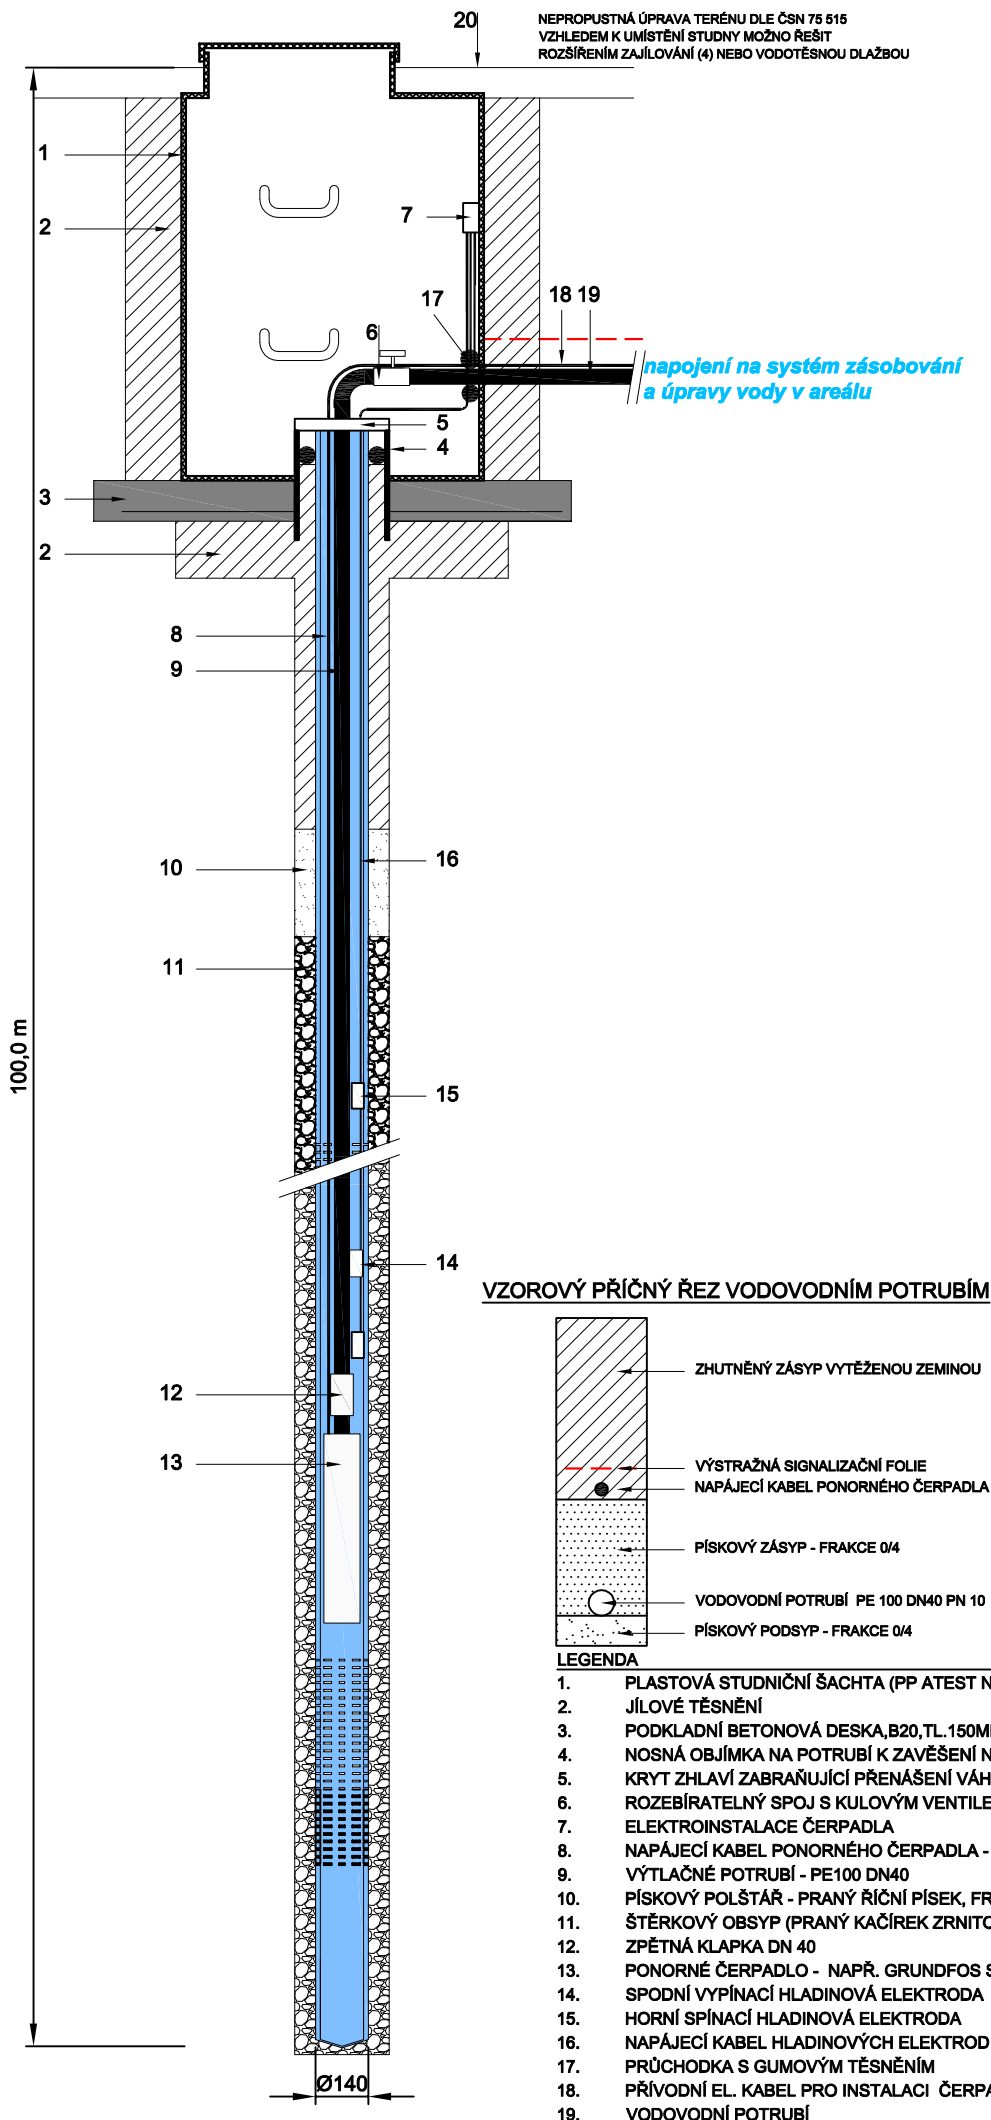 20
NEPROPUSTNÁ ÚPRAVA TERÉNU DLE ČSN 75 515
VZHLEDEM K UMÍSTĚNÍ STUDNY MOŽNO ŘEŠIT
ROZŠÍŘENÍM ZAJÍLOVÁNÍ (4) NEBO VODOTĚSNOU DLAŽBOU
1
2
7
17
18 19
6
napojení na systém zásobování
a úpravy vody v areálu
5
4
3
2
8
9
10
16
11
100,0 m
15
14
12
13
Ø140
VZOROVÝ PŘÍČNÝ ŘEZ VODOVODNÍM POTRUBÍM
ZHUTNĚNÝ ZÁSYP VYTĚŽENOU ZEMINOU
VÝSTRAŽNÁ SIGNALIZAČNÍ FOLIE
NAPÁJECÍ KABEL PONORNÉHO ČERPADLA
PÍSKOVÝ ZÁSYP - FRAKCE 0/4
VODOVODNÍ POTRUBÍ PE 100 DN40 PN 10
PÍSKOVÝ PODSYP - FRAKCE 0/4
LEGENDA
1. PLASTOVÁ STUDNIČNÍ ŠACHTA (PP ATEST N
2. JÍLOVÉ TĚSNĚNÍ
3. PODKLADNÍ BETONOVÁ DESKA,B20,TL.150M
4. NOSNÁ OBJÍMKA NA POTRUBÍ K ZAVĚŠENÍ N
5. KRYT ZHLAVÍ ZABRAŇUJÍCÍ PŘENÁŠENÍ VÁH
6. ROZEBÍRATELNÝ SPOJ S KULOVÝM VENTILE
7. ELEKTROINSTALACE ČERPADLA
8. NAPÁJECÍ KABEL PONORNÉHO ČERPADLA -
9. VÝTLAČNÉ POTRUBÍ - PE100 DN40
10. PÍSKOVÝ POLŠTÁŘ - PRANÝ ŘÍČNÍ PÍSEK, FR
11. ŠTĚRKOVÝ OBSYP (PRANÝ KAČÍREK ZRNITO
12. ZPĚTNÁ KLAPKA DN 40
13. PONORNÉ ČERPADLO - NAPŘ. GRUNDFOS S
14. SPODNÍ VYPÍNACÍ HLADINOVÁ ELEKTRODA
15. HORNÍ SPÍNACÍ HLADINOVÁ ELEKTRODA
16. NAPÁJECÍ KABEL HLADINOVÝCH ELEKTROD
17. PRŮCHODKA S GUMOVÝM TĚSNĚNÍM
18. PŘÍVODNÍ EL. KABEL PRO INSTALACI ČERPA
19. VODOVODNÍ POTRUBÍ